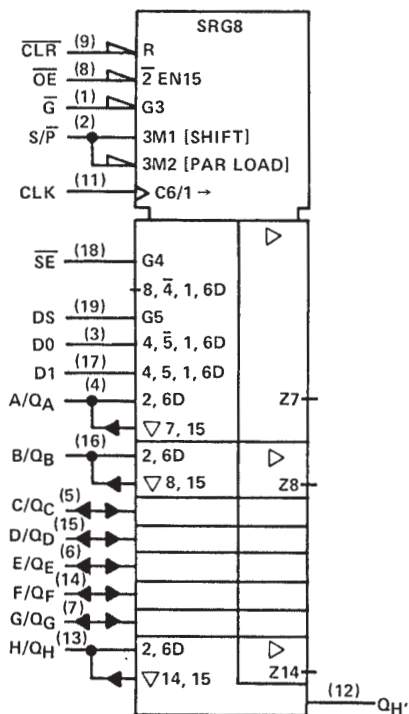 SRG8
C̅L̅R̅ (9) R
O̅E̅ (8) 2̅ EN15
G̅ (1) G3
S/P̅ (2) 3M1 [SHIFT]
3M2 [PAR LOAD]
CLK (11) C6/1 →
▷
S̅E̅ (18) G4
8, 4̅, 1, 6D
DS (19) G5
D0 (3) 4, 5̅, 1, 6D
D1 (17) 4, 5, 1, 6D
A/QA (4) 2, 6D Z7
▽ 7, 15
B/QB (16) 2, 6D ▷
▽ 8, 15 Z8
C/QC (5)
D/QD (15)
E/QE (6)
F/QF (14)
G/QG (7)
H/QH (13) 2, 6D ▷
▽ 14, 15 Z14
(12) QH'